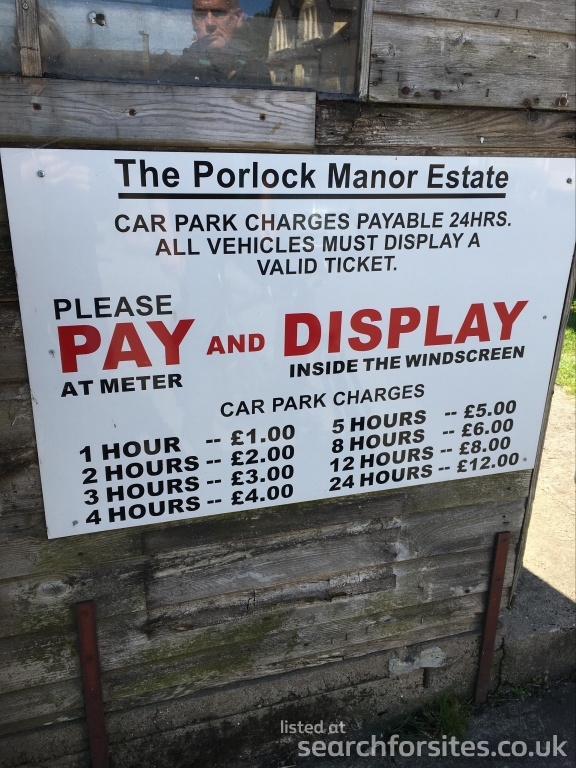 The Porlock Manor Estate
CAR PARK CHARGES PAYABLE 24HRS.
ALL VEHICLES MUST DISPLAY A
VALID TICKET.
PLEASE
PAY AND DISPLAY
AT METER
INSIDE THE WINDSCREEN
CAR PARK CHARGES
1 HOUR -- £1.00
2 HOURS -- £2.00
3 HOURS -- £3.00
4 HOURS -- £4.00
5 HOURS -- £5.00
8 HOURS -- £6.00
12 HOURS -- £8.00
24 HOURS -- £12.00
listed at
searchforsites.co.uk